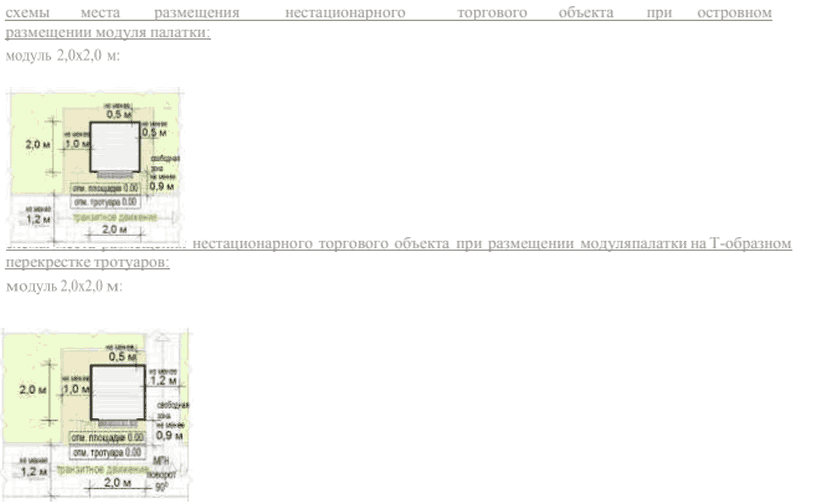 схемы места размещения нестационарного торгового объекта при островном
размещении модуля палатки:
модуль 2,0х2,0 м:
не менее
0,5 м
не менее
0,5 м
не менее
1,0 м
2,0 м
свободная
зона
не менее
0,9 м
отм. площадки 0.00
отм. тротуара 0.00
не менее
1,2 м
транзитное движение
2,0 м
нестационарного торгового объекта при размещении модуляпалатки на Т-образном
перекрестке тротуаров:
модуль 2,0х2,0 м:
не менее
0,5 м
не менее
1,2 м
не менее
1,0 м
2,0 м
свободная
зона
не менее
0,9 м
отм. площадки 0.00
отм. тротуара 0.00
МГН
поворот
90⁰
не менее
1,2 м
транзитное движение
2,0 м